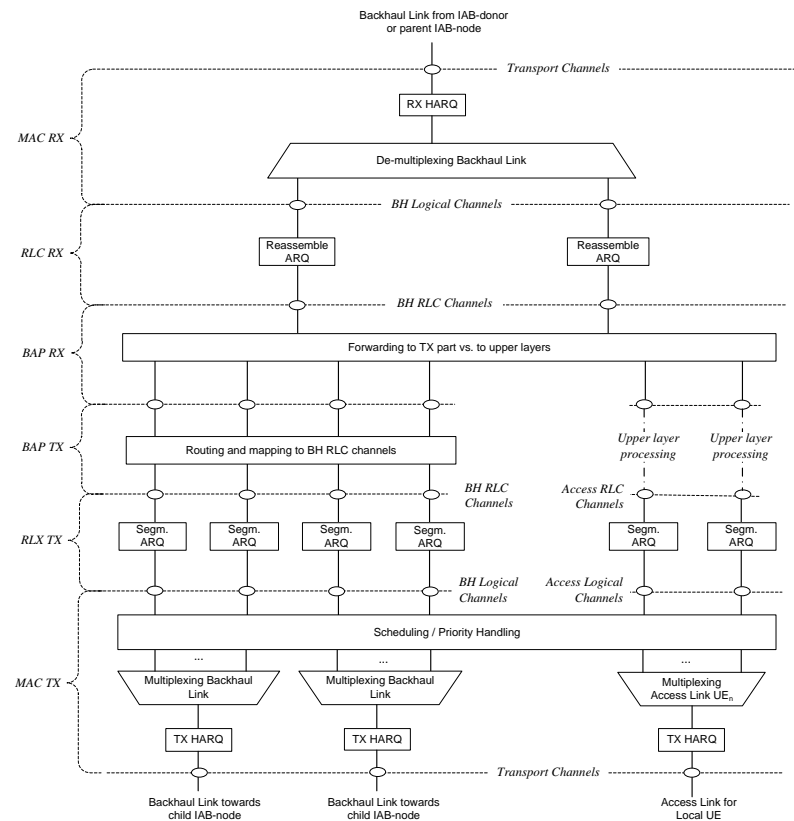 Backhaul Link from IAB-donor
or parent IAB-node
Transport Channels
RX HARQ
MAC RX
De-multiplexing Backhaul Link
BH Logical Channels
Reassemble
ARQ
Reassemble
ARQ
RLC RX
BH RLC Channels
Forwarding to TX part vs. to upper layers
BAP RX
BAP TX
Routing and mapping to BH RLC channels
Upper layer
processing
Upper layer
processing
BH RLC
Channels
Access RLC
Channels
RLX TX
Segm.
ARQ
Segm.
ARQ
Segm.
ARQ
Segm.
ARQ
Segm.
ARQ
Segm.
ARQ
BH Logical
Channels
Access Logical
Channels
Scheduling / Priority Handling
...
...
...
MAC TX
Multiplexing Backhaul
Link
Multiplexing Backhaul
Link
Multiplexing
Access Link UEn
TX HARQ
TX HARQ
TX HARQ
Transport Channels
Backhaul Link towards
child IAB-node
Backhaul Link towards
child IAB-node
Access Link for
Local UE